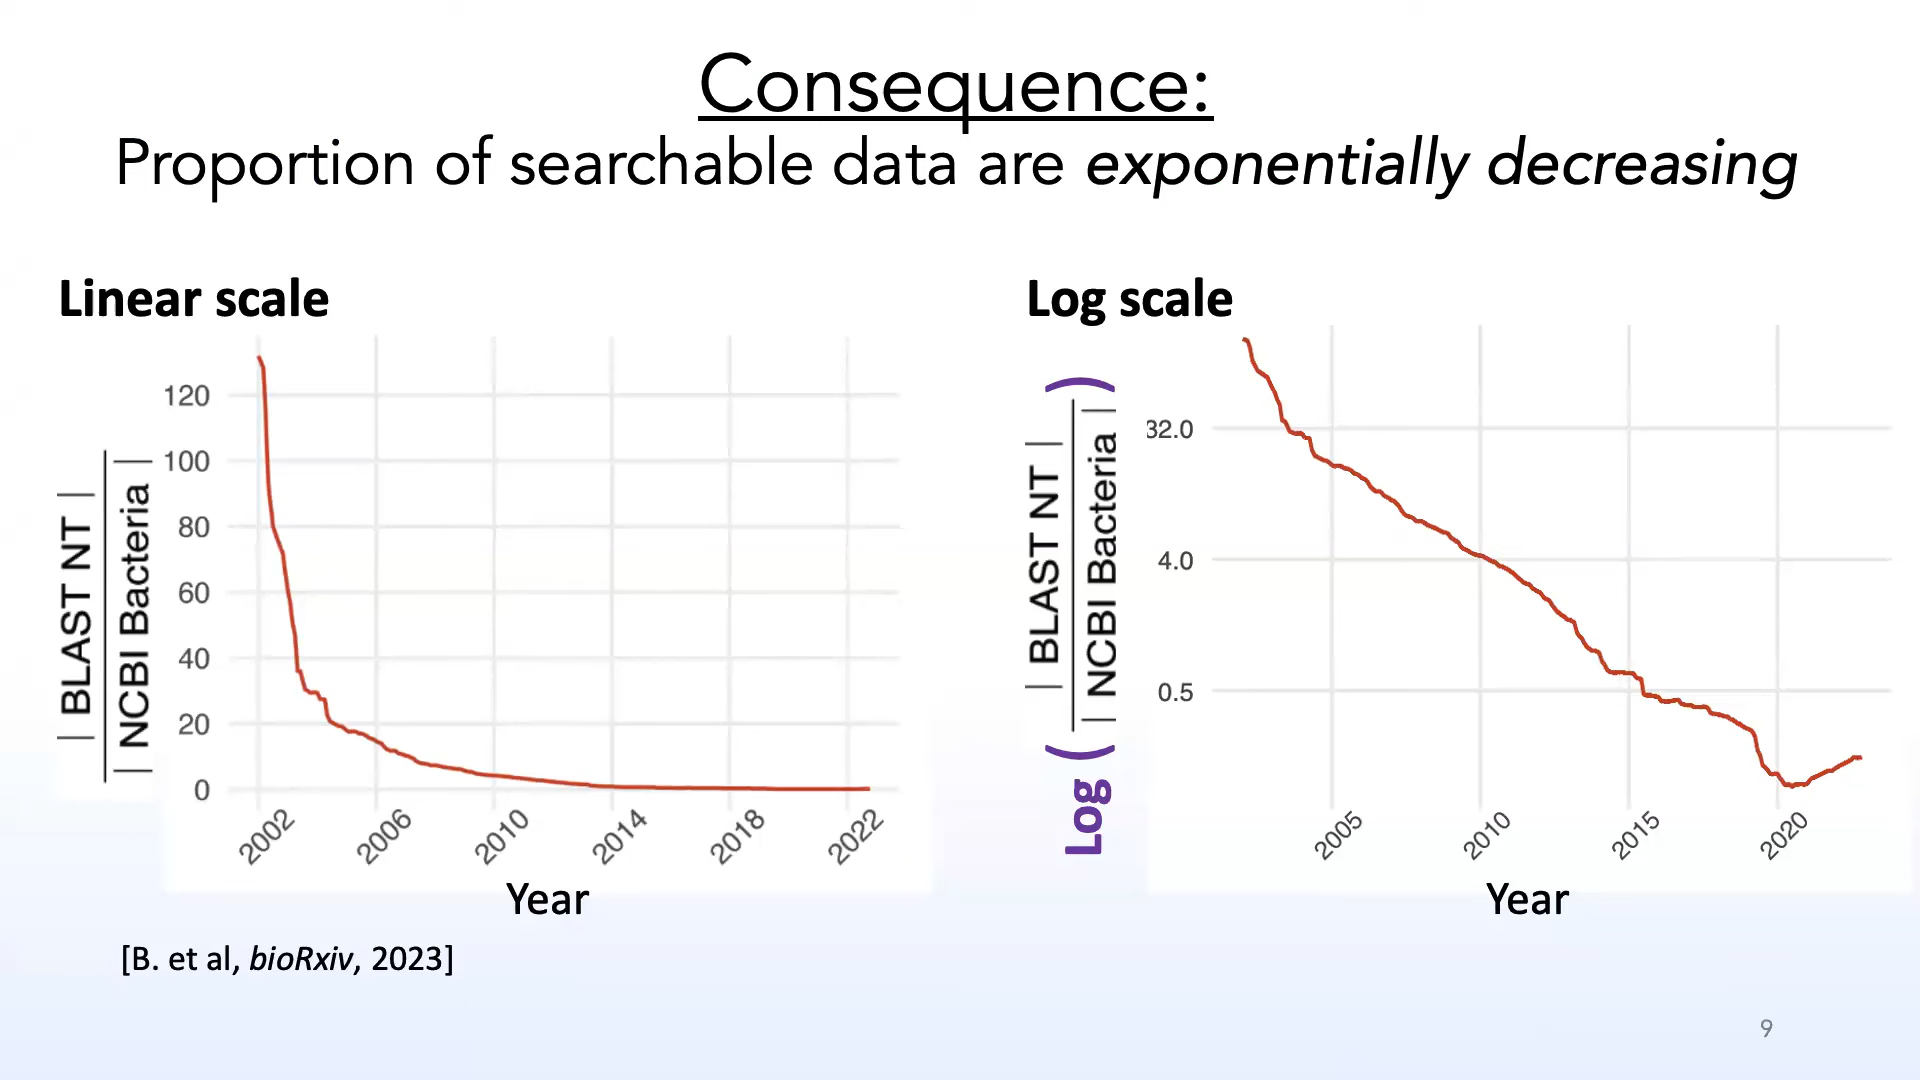 Consequence:
Proportion of searchable data are exponentially decreasing
Linear scale
| BLAST NT |
| NCBI Bacteria |
120
100
80
60
40
20
0
2002
2006
2010
2014
2018
2022
Year
Log scale
Log ( | BLAST NT |
| NCBI Bacteria | )
32.0
4.0
0.5
2005
2010
2015
2020
Year
[B. et al, bioRxiv, 2023]
9